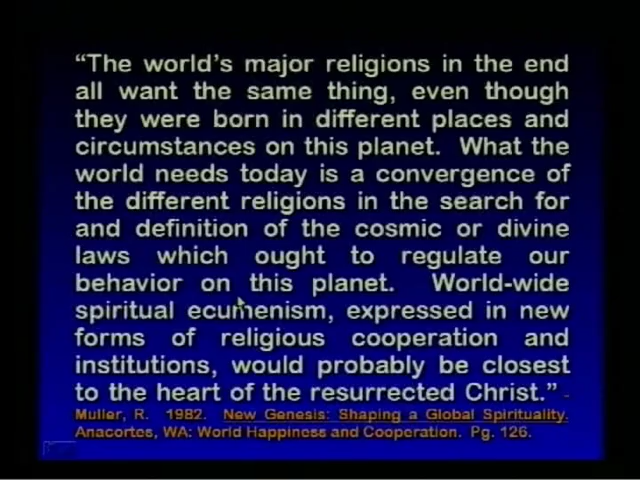 “The world’s major religions in the end
all want the same thing, even though
they were born in different places and
circumstances on this planet. What the
world needs today is a convergence of
the different religions in the search for
and definition of the cosmic or divine
laws which ought to regulate our
behavior on this planet. World-wide
spiritual ecumenism, expressed in new
forms of religious cooperation and
institutions, would probably be closest
to the heart of the resurrected Christ.” -
Muller, R. 1982. New Genesis: Shaping a Global Spirituality.
Anacortes, WA: World Happiness and Cooperation. Pg. 126.